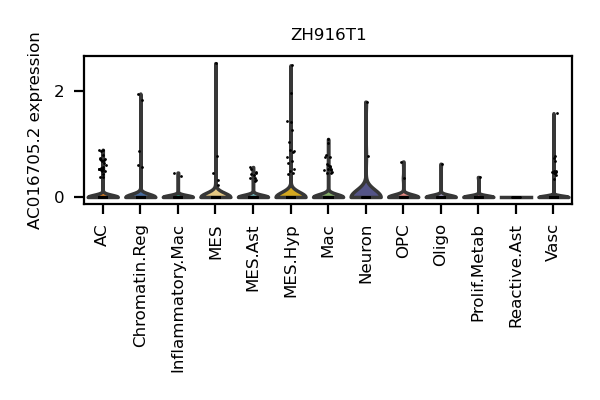 ZH916T1
AC016705.2 expression
2
0
AC
Chromatin.Reg
Inflammatory.Mac
MES
MES.Ast
MES.Hyp
Mac
Neuron
OPC
Oligo
Prolif.Metab
Reactive.Ast
Vasc